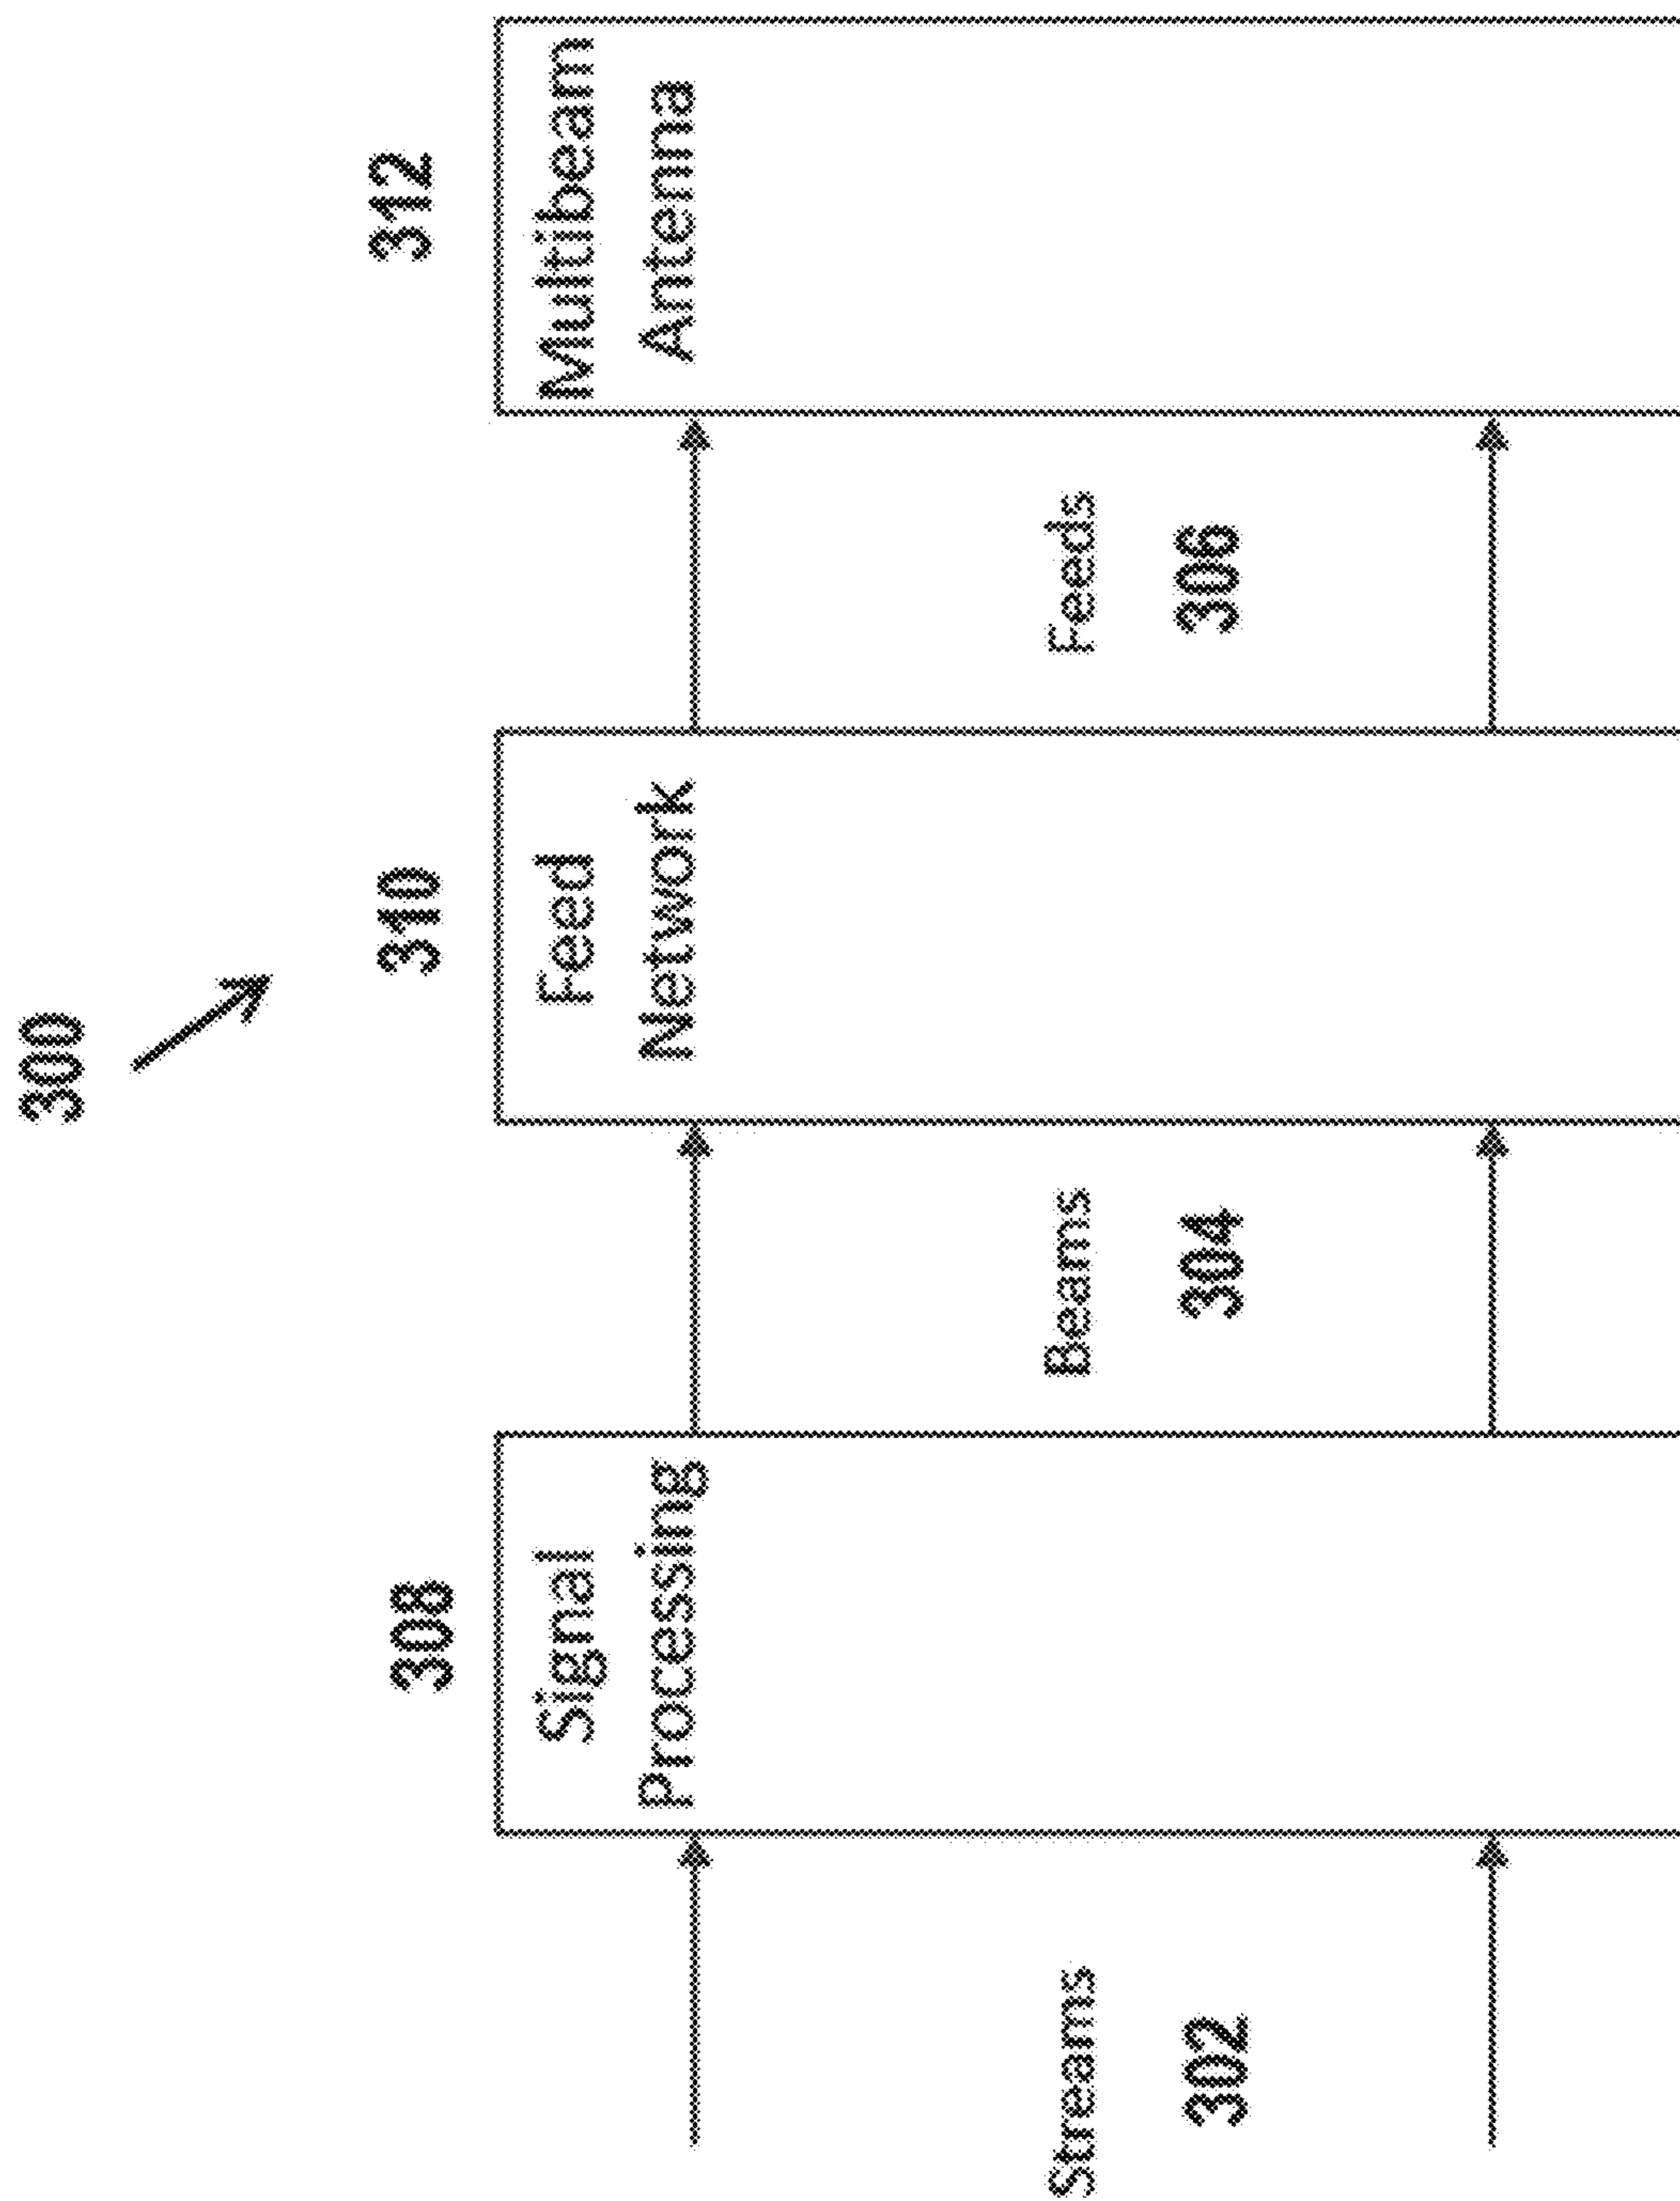 300
308
310
312
Signal
Processing
Feed
Network
Multibeam
Antenna
Streams
302
Beams
304
Feeds
306